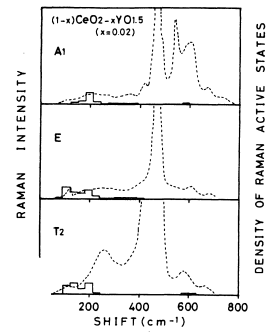 (1-x)CeO2-xYO1.5
(x=0.02)
A1
E
T2
RAMAN INTENSITY
DENSITY OF RAMAN ACTIVE STATES
200 400 600 800
SHIFT(cm⁻¹)